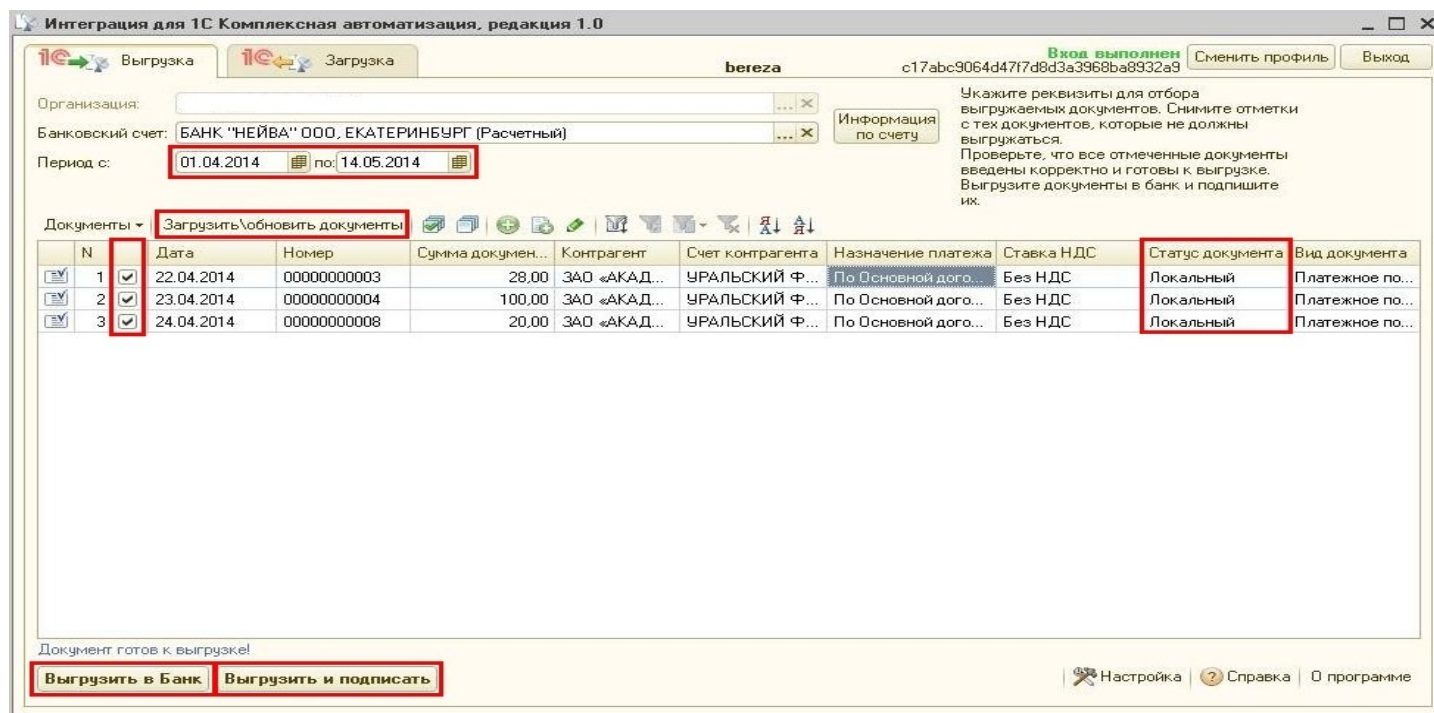 Интеграция для 1С Комплексная автоматизация, редакция 1.0
1С Выгрузка 1С Загрузка
bereza
Вход выполнен
c17abc9064d47f7d8d3a3968ba8932a9
Сменить профиль Выход
Организация:
Банковский счет: БАНК "НЕЙВА" ООО, ЕКАТЕРИНБУРГ (Расчетный)
Период с: 01.04.2014 по: 14.05.2014
Информация
по счету
Укажите реквизиты для отбора
выгружаемых документов. Снимите отметки
с тех документов, которые не должны
выгружаться.
Проверьте, что все отмеченные документы
введены корректно и готовы к выгрузке.
Выгрузите документы в банк и подпишите
их.
Документы Загрузить\обновить документы
N Дата Номер Сумма докумен... Контрагент Счет контрагента Назначение платежа Ставка НДС Статус документа Вид документа
1 22.04.2014 00000000003 28,00 ЗАО «АКАД... УРАЛЬСКИЙ Ф... По Основной дого... Без НДС Локальный Платежное по...
2 23.04.2014 00000000004 100,00 ЗАО «АКАД... УРАЛЬСКИЙ Ф... По Основной дого... Без НДС Локальный Платежное по...
3 24.04.2014 00000000008 20,00 ЗАО «АКАД... УРАЛЬСКИЙ Ф... По Основной дого... Без НДС Локальный Платежное по...
Документ готов к выгрузке!
Выгрузить в Банк Выгрузить и подписать Настройка Справка О программе